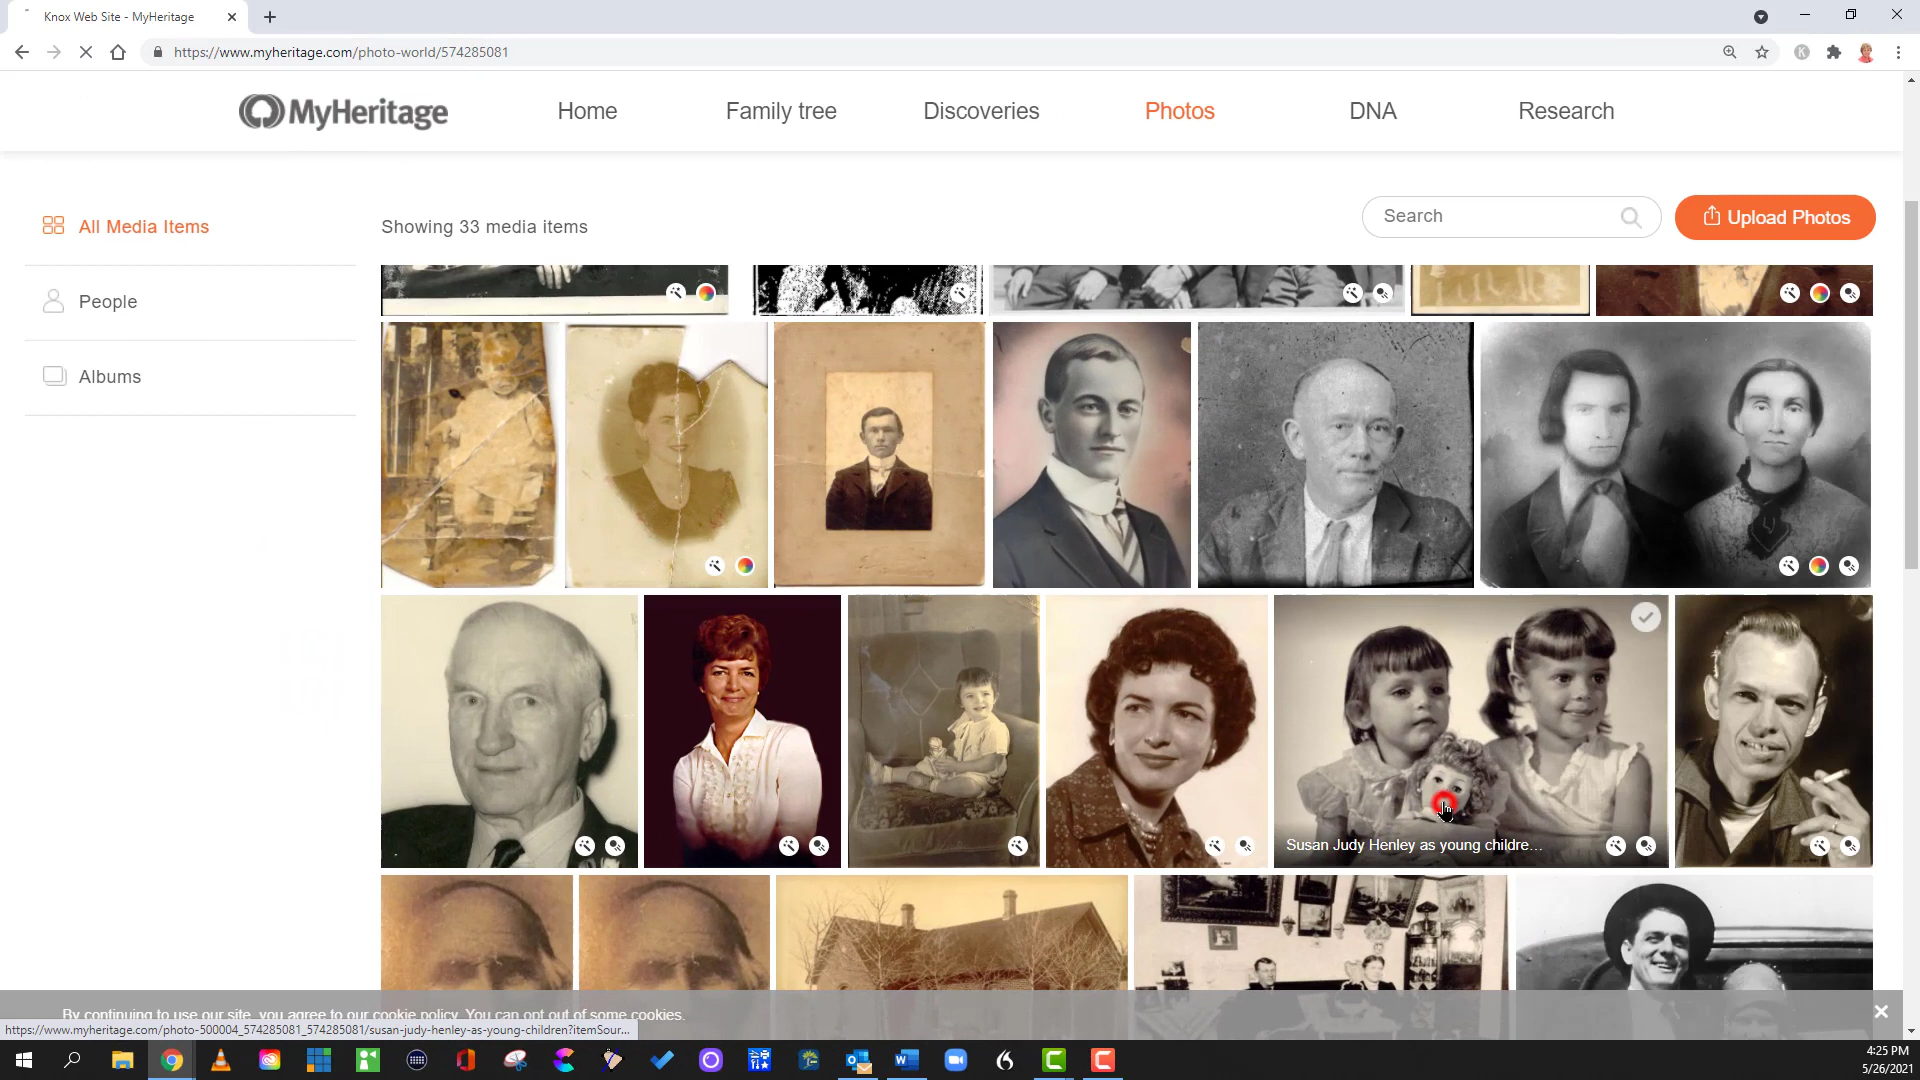 Knox Web Site - MyHeritage
https://www.myheritage.com/photo-world/574285081
K
MyHeritage
Home
Family tree
Discoveries
Photos
DNA
Research
All Media Items
Showing 33 media items
Search
Upload Photos
People
Albums
Susan Judy Henley as young childre...
By continuing to use our site, you agree to our cookie policy. You can opt out of some cookies.
https://www.myheritage.com/photo-500004_574285081_574285081/susan-judy-henley-as-young-children?itemSour...
4:25 PM
5/26/2021